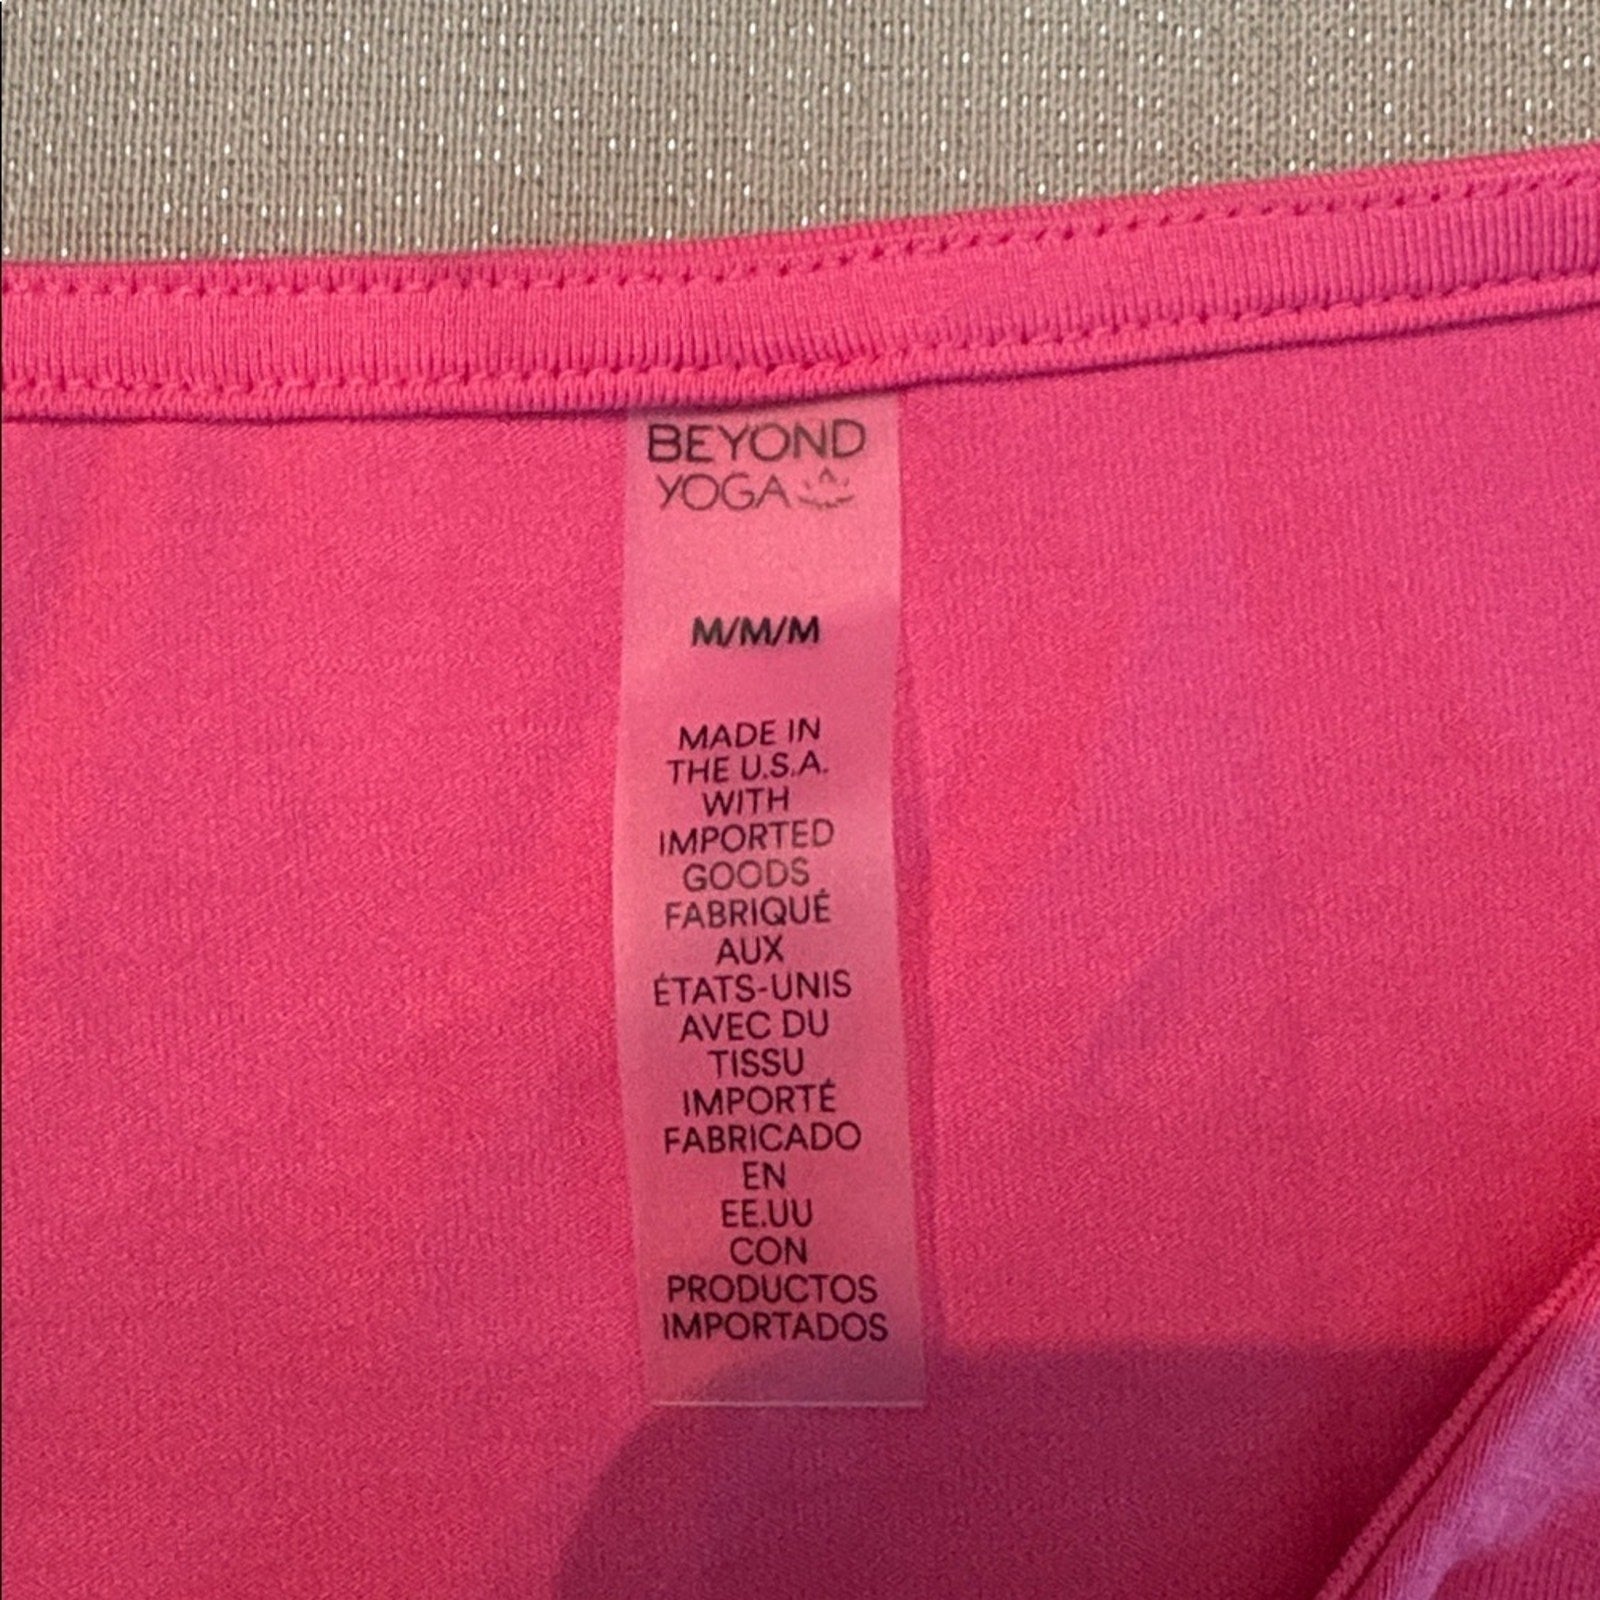 BEYOND
YOGA
M/M/M
MADE IN
THE U.S.A.
WITH
IMPORTED
GOODS
FABRIQUÉ
AUX
ÉTATS-UNIS
AVEC DU
TISSU
IMPORTÉ
FABRICADO
EN
EE.UU
CON
PRODUCTOS
IMPORTADOS